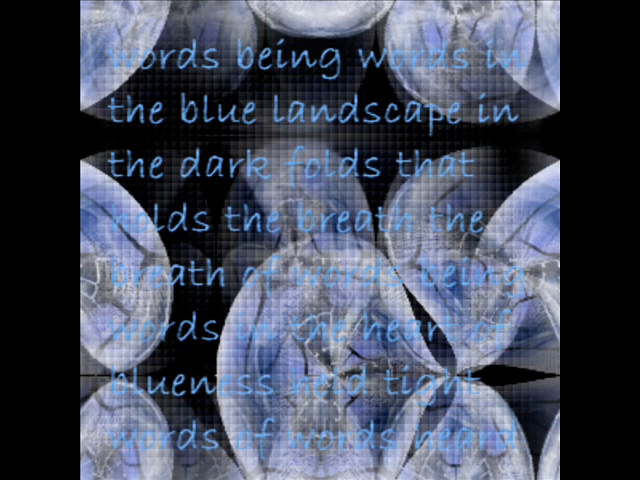 words being words in
the blue landscape in
the dark folds that
holds the breath the
breath of words being
words in the heart of
blueness held tight
words of words heard